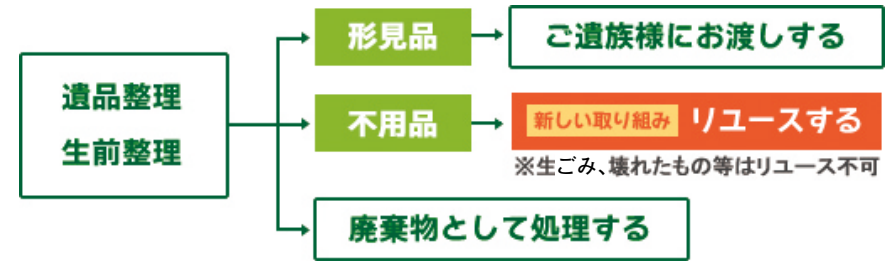 遺品整理
生前整理
形見品
ご遺族様にお渡しする
不用品
新しい取り組み リユースする
※生ごみ、壊れたもの等はリユース不可
廃棄物として処理する